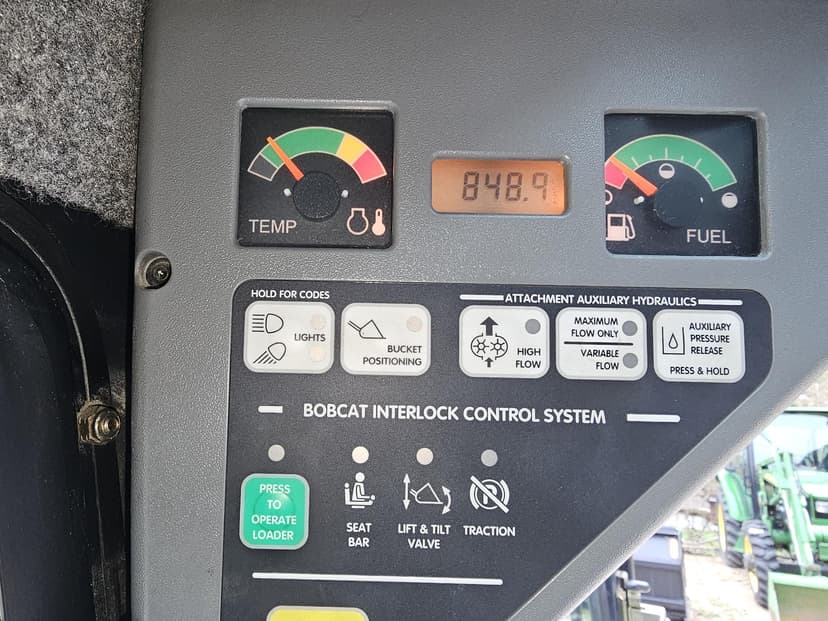 TEMP
848.9
FUEL
HOLD FOR CODES
LIGHTS
BUCKET
POSITIONING
ATTACHMENT AUXILIARY HYDRAULICS
HIGH
FLOW
MAXIMUM
FLOW ONLY
VARIABLE
FLOW
AUXILIARY
PRESSURE
RELEASE
PRESS & HOLD
BOBCAT INTERLOCK CONTROL SYSTEM
PRESS
TO
OPERATE
LOADER
SEAT
BAR
LIFT & TILT
VALVE
P
TRACTION